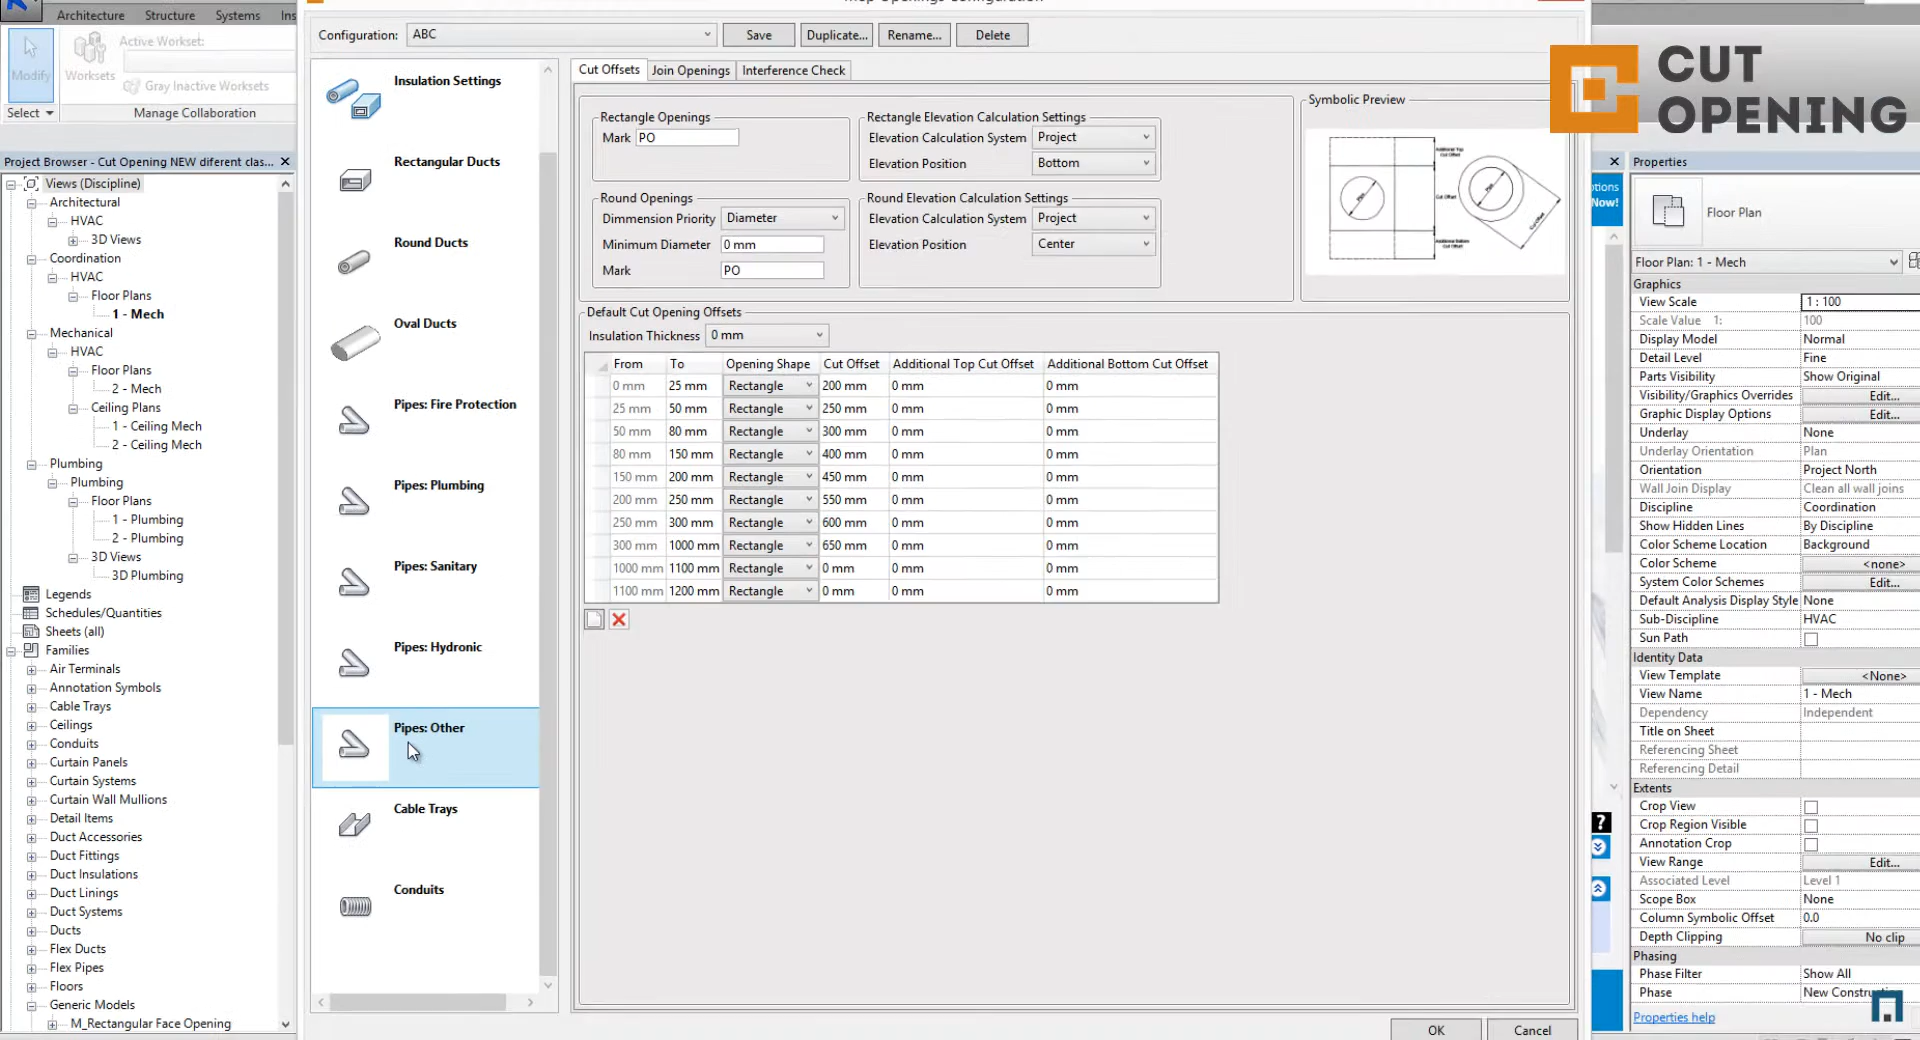 Architecture Structure Systems Ins
Modify
Worksets
Active Workset:
Gray Inactive Worksets
Select Manage Collaboration
Configuration: ABC Save Duplicate... Rename... Delete
CUT
OPENING
Project Browser - Cut Opening NEW diferent clas...
Views (Discipline)
Architectural
HVAC
3D Views
Coordination
HVAC
Floor Plans
1 - Mech
Mechanical
HVAC
Floor Plans
2 - Mech
Ceiling Plans
1 - Ceiling Mech
2 - Ceiling Mech
Plumbing
Plumbing
Floor Plans
1 - Plumbing
2 - Plumbing
3D Views
3D Plumbing
Legends
Schedules/Quantities
Sheets (all)
Families
Air Terminals
Annotation Symbols
Cable Trays
Ceilings
Conduits
Curtain Panels
Curtain Systems
Curtain Wall Mullions
Detail Items
Duct Accessories
Duct Fittings
Duct Insulations
Duct Linings
Duct Systems
Ducts
Flex Ducts
Flex Pipes
Floors
Generic Models
M_Rectangular Face Opening
Insulation Settings
Rectangular Ducts
Round Ducts
Oval Ducts
Pipes: Fire Protection
Pipes: Plumbing
Pipes: Sanitary
Pipes: Hydronic
Pipes: Other
Cable Trays
Conduits
Cut Offsets Join Openings Interference Check
Rectangle Openings
Mark PO
Rectangle Elevation Calculation Settings
Elevation Calculation System Project
Elevation Position Bottom
Round Openings
Dimmension Priority Diameter
Minimum Diameter 0 mm
Mark PO
Round Elevation Calculation Settings
Elevation Calculation System Project
Elevation Position Center
Symbolic Preview
Additional Top
Cut Offset
Cut Offset
Additional Bottom
Cut Offset
Default Cut Opening Offsets
Insulation Thickness 0 mm
From To Opening Shape Cut Offset Additional Top Cut Offset Additional Bottom Cut Offset
0 mm 25 mm Rectangle 200 mm 0 mm 0 mm
25 mm 50 mm Rectangle 250 mm 0 mm 0 mm
50 mm 80 mm Rectangle 300 mm 0 mm 0 mm
80 mm 150 mm Rectangle 400 mm 0 mm 0 mm
150 mm 200 mm Rectangle 450 mm 0 mm 0 mm
200 mm 250 mm Rectangle 550 mm 0 mm 0 mm
250 mm 300 mm Rectangle 600 mm 0 mm 0 mm
300 mm 1000 mm Rectangle 650 mm 0 mm 0 mm
1000 mm 1100 mm Rectangle 0 mm 0 mm 0 mm
1100 mm 1200 mm Rectangle 0 mm 0 mm 0 mm
OK Cancel
ptions
Now!
?
Properties
Floor Plan
Floor Plan: 1 - Mech
Graphics
View Scale 1 : 100
Scale Value 1: 100
Display Model Normal
Detail Level Fine
Parts Visibility Show Original
Visibility/Graphics Overrides Edit...
Graphic Display Options Edit...
Underlay None
Underlay Orientation Plan
Orientation Project North
Wall Join Display Clean all wall joins
Discipline Coordination
Show Hidden Lines By Discipline
Color Scheme Location Background
Color Scheme <none>
System Color Schemes Edit...
Default Analysis Display Style None
Sub-Discipline HVAC
Sun Path
Identity Data
View Template <None>
View Name 1 - Mech
Dependency Independent
Title on Sheet
Referencing Sheet
Referencing Detail
Extents
Crop View
Crop Region Visible
Annotation Crop
View Range Edit...
Associated Level Level 1
Scope Box None
Column Symbolic Offset 0.0
Depth Clipping No clip
Phasing
Phase Filter Show All
Phase New Constru
Properties help